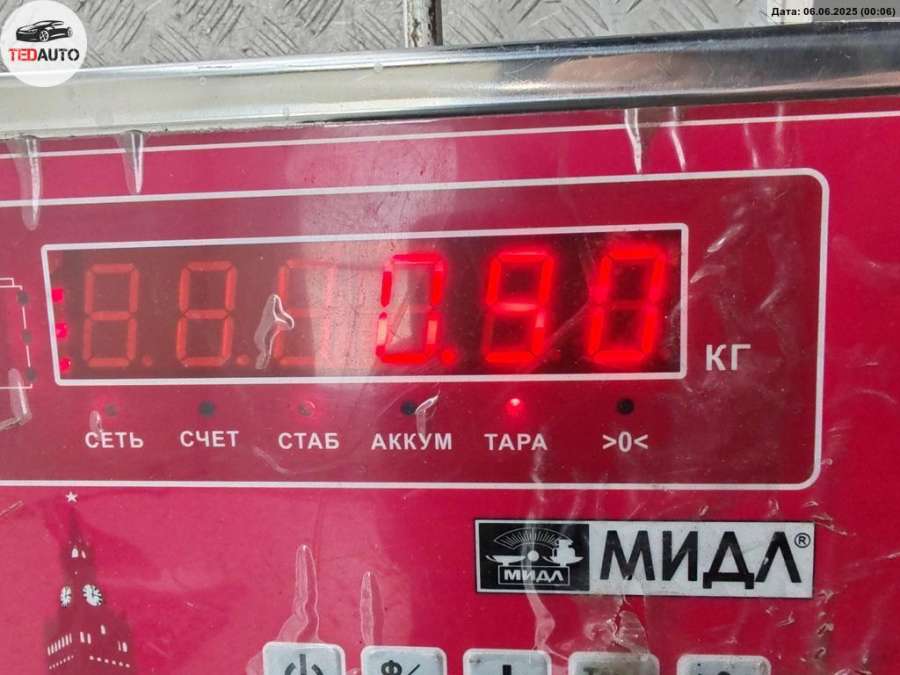 TEDAUTO
Дата: 06.06.2025 (00:06)
0.90
КГ
СЕТЬ СЧЕТ СТАБ АККУМ ТАРА >0<
МИДЛ МИДЛ®